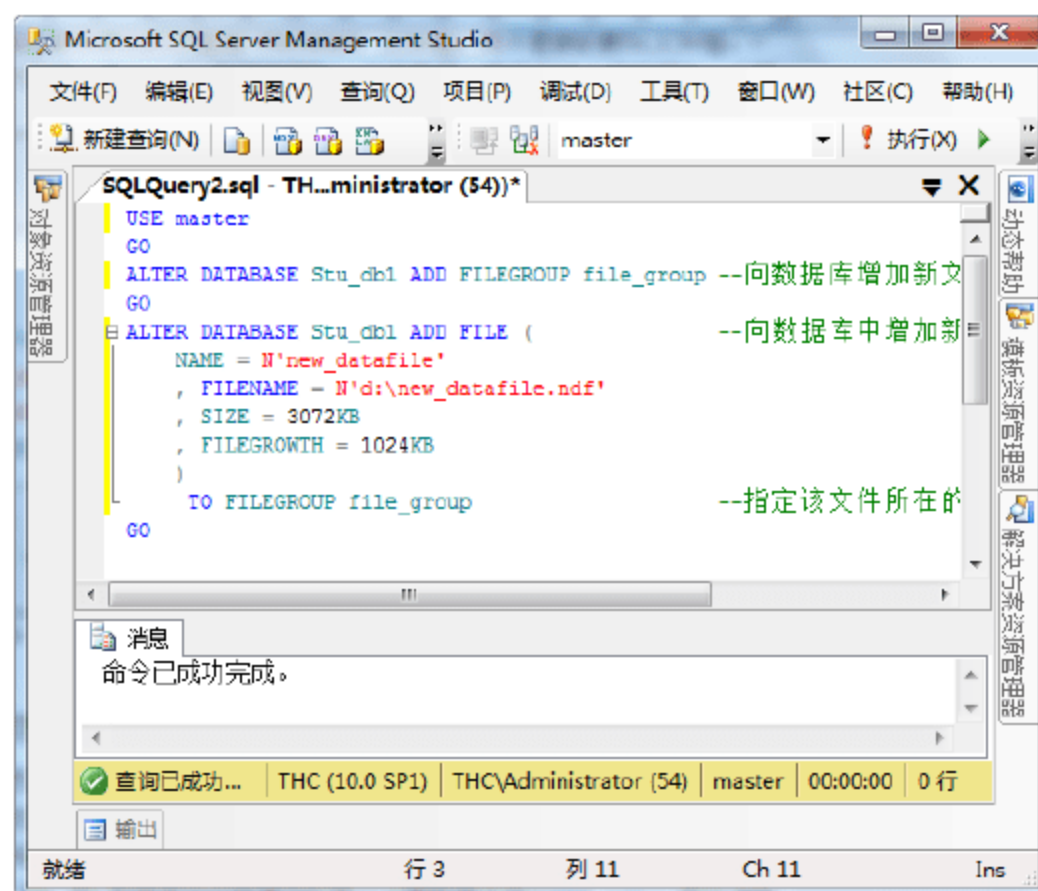 Microsoft SQL Server Management Studio
文件(F) 编辑(E) 视图(V) 查询(Q) 项目(P) 调试(D) 工具(T) 窗口(W) 社区(C) 帮助(H)
新建查询(N) master 执行(X)
对象资源管理器
SQLQuery2.sql - TH...ministrator (54))*
USE master
GO
ALTER DATABASE Stu_db1 ADD FILEGROUP file_group --向数据库增加新文
GO
ALTER DATABASE Stu_db1 ADD FILE ( --向数据库中增加新
NAME = N'new_datafile'
, FILENAME = N'd:\new_datafile.ndf'
, SIZE = 3072KB
, FILEGROWTH = 1024KB
)
TO FILEGROUP file_group --指定该文件所在的
GO
动态帮助
模板资源管理器
解决方案资源管理器
消息
命令已成功完成。
查询已成功... THC (10.0 SP1) THC\Administrator (54) master 00:00:00 0 行
输出
就绪 行 3 列 11 Ch 11 Ins